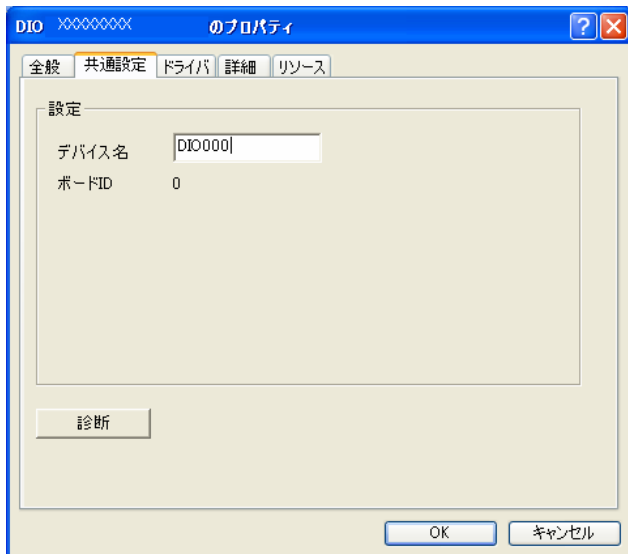 DIO XXXXXXXX のプロパティ
全般 共通設定 ドライバ 詳細 リソース
設定
デバイス名 DIO000
ボードID 0
診断
OK キャンセル